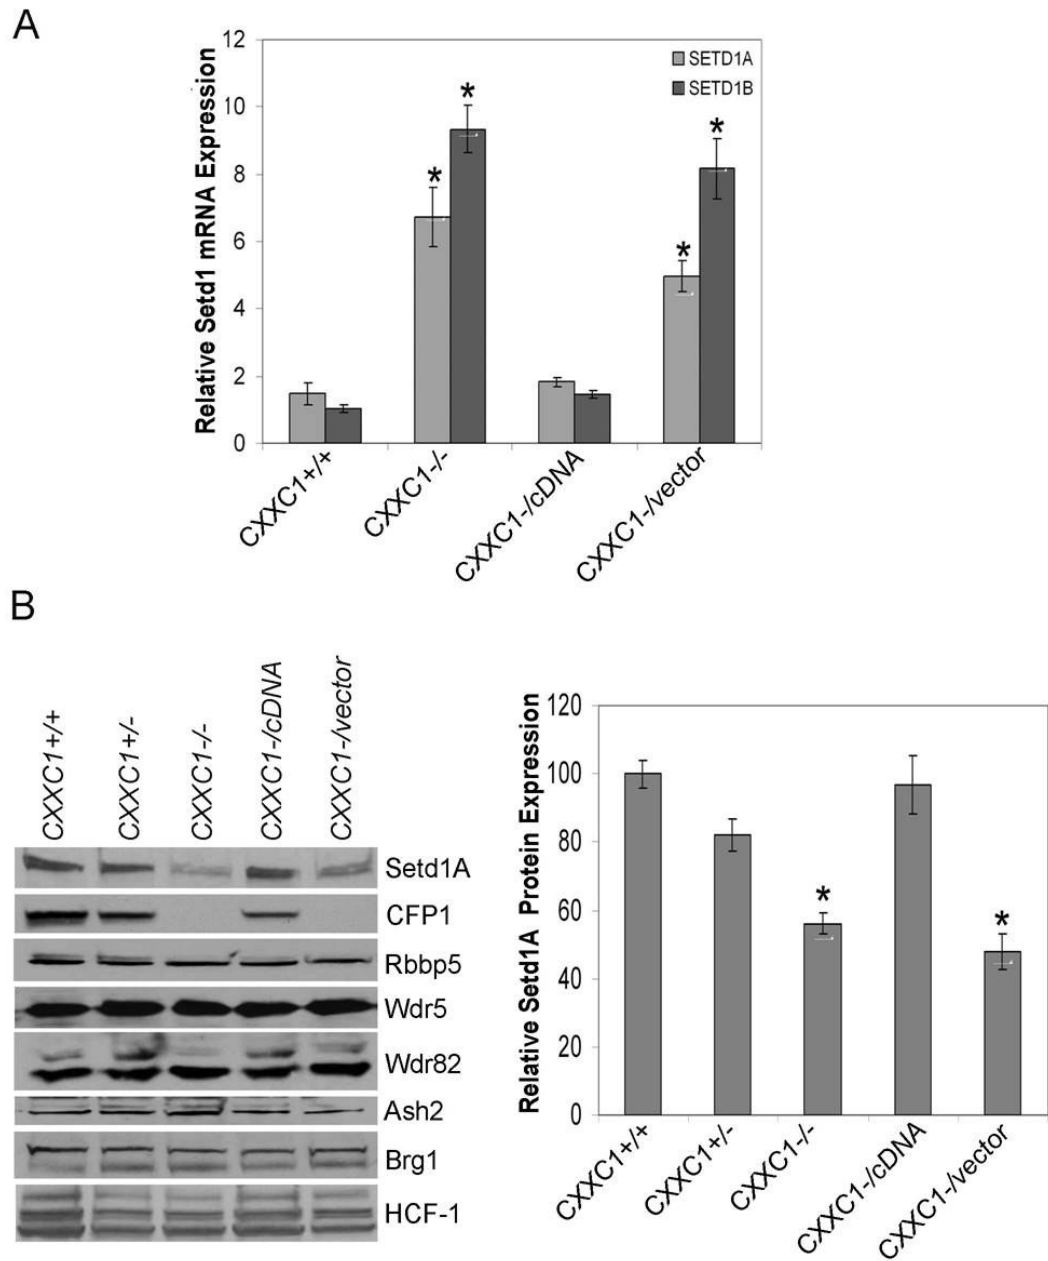 A
Relative Setd1 mRNA Expression
12
10
8
6
4
2
0
SETD1A
SETD1B
*
*
*
*
CXXC1+/+
CXXC1-/-
CXXC1-/cDNA
CXXC1-/vector
B
CXXC1+/+
CXXC1+/-
CXXC1-/-
CXXC1-/cDNA
CXXC1-/vector
Setd1A
CFP1
Rbbp5
Wdr5
Wdr82
Ash2
Brg1
HCF-1
Relative Setd1A Protein Expression
120
100
80
60
40
20
0
*
*
CXXC1+/+
CXXC1+/-
CXXC1-/-
CXXC1-/cDNA
CXXC1-/vector